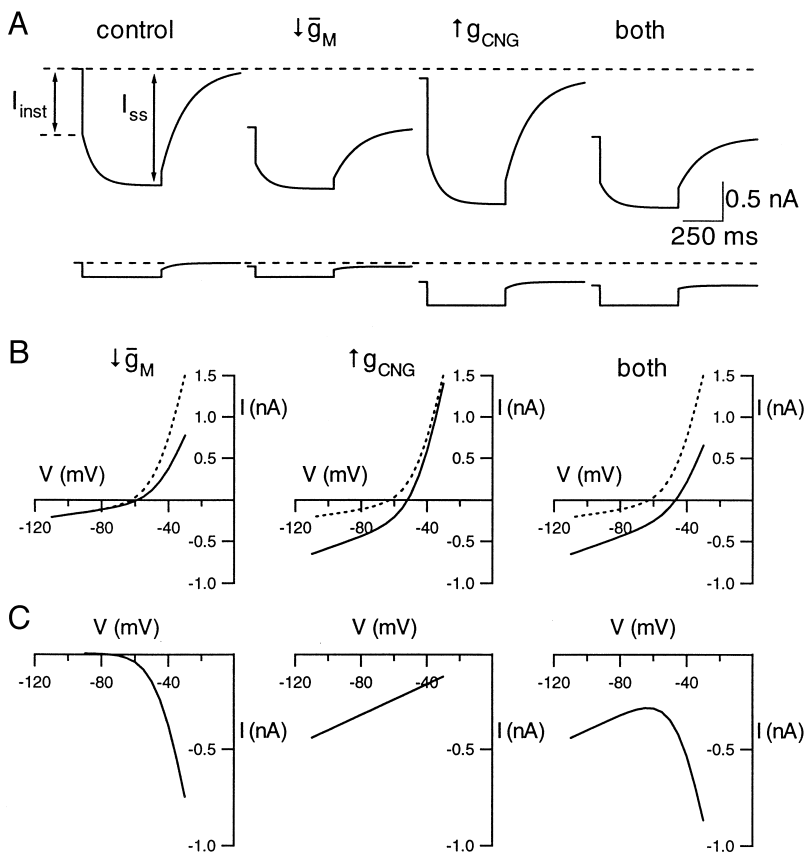 A
control ↓ḡM ↑gCNG both
Iinst Iss
0.5 nA
250 ms
B
↓ḡM ↑gCNG both
1.5 1.5 1.5
I (nA) I (nA) I (nA)
1.0 1.0 1.0
V (mV) 0.5 V (mV) 0.5 V (mV) 0.5
-120 -80 -40 -120 -80 -40 -120 -80 -40
-0.5 -0.5 -0.5
-1.0 -1.0 -1.0
C
V (mV) V (mV) V (mV)
-120 -80 -40 -120 -80 -40 -120 -80 -40
I (nA) I (nA) I (nA)
-0.5 -0.5 -0.5
-1.0 -1.0 -1.0